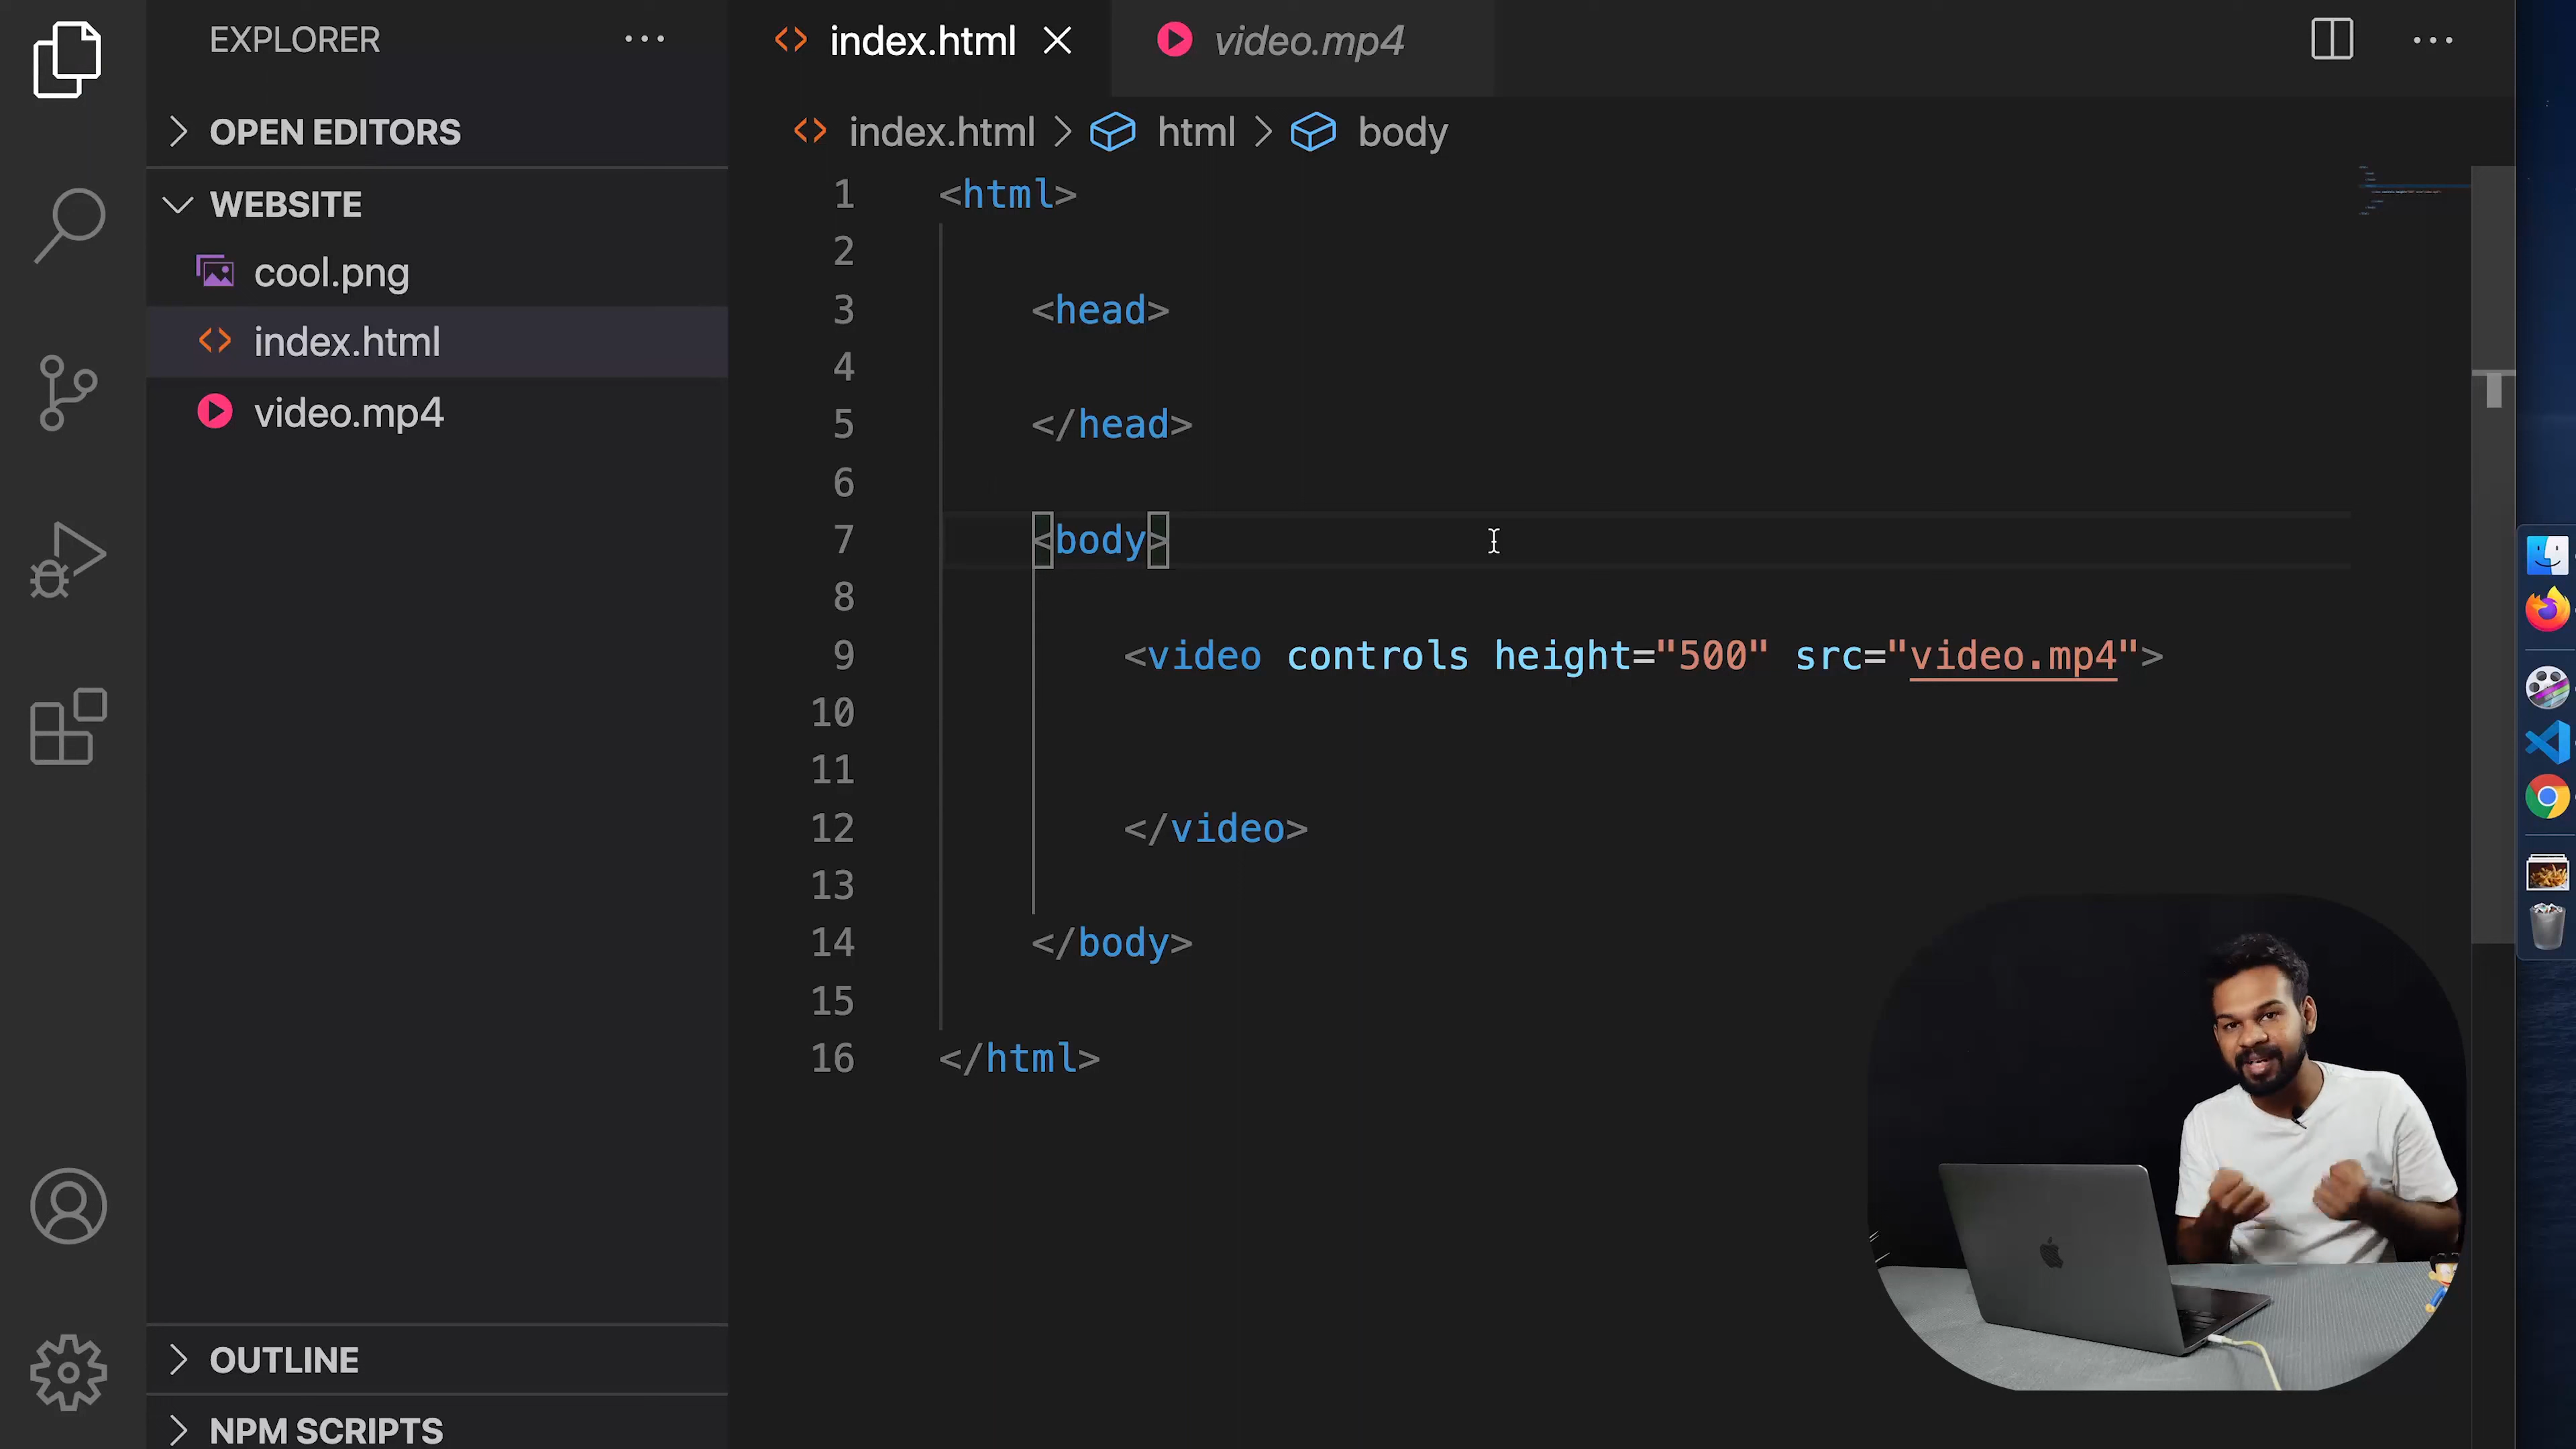 EXPLORER
OPEN EDITORS
WEBSITE
cool.png
index.html
video.mp4
OUTLINE
NPM SCRIPTS
index.html video.mp4
index.html > html > body
1 <html>
2
3 <head>
4
5 </head>
6
7 <body>
8
9 <video controls height="500" src="video.mp4">
10
11
12 </video>
13
14 </body>
15
16 </html>